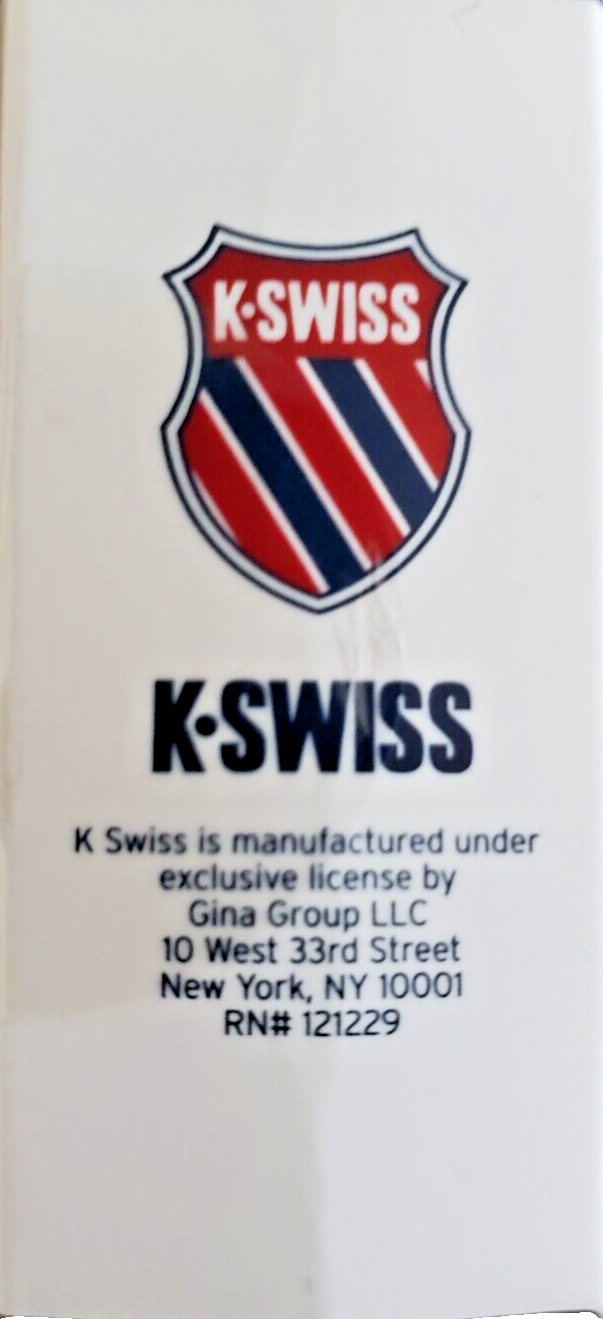 K·SWISS
K·SWISS
K Swiss is manufactured under
exclusive license by
Gina Group LLC
10 West 33rd Street
New York, NY 10001
RN# 121229